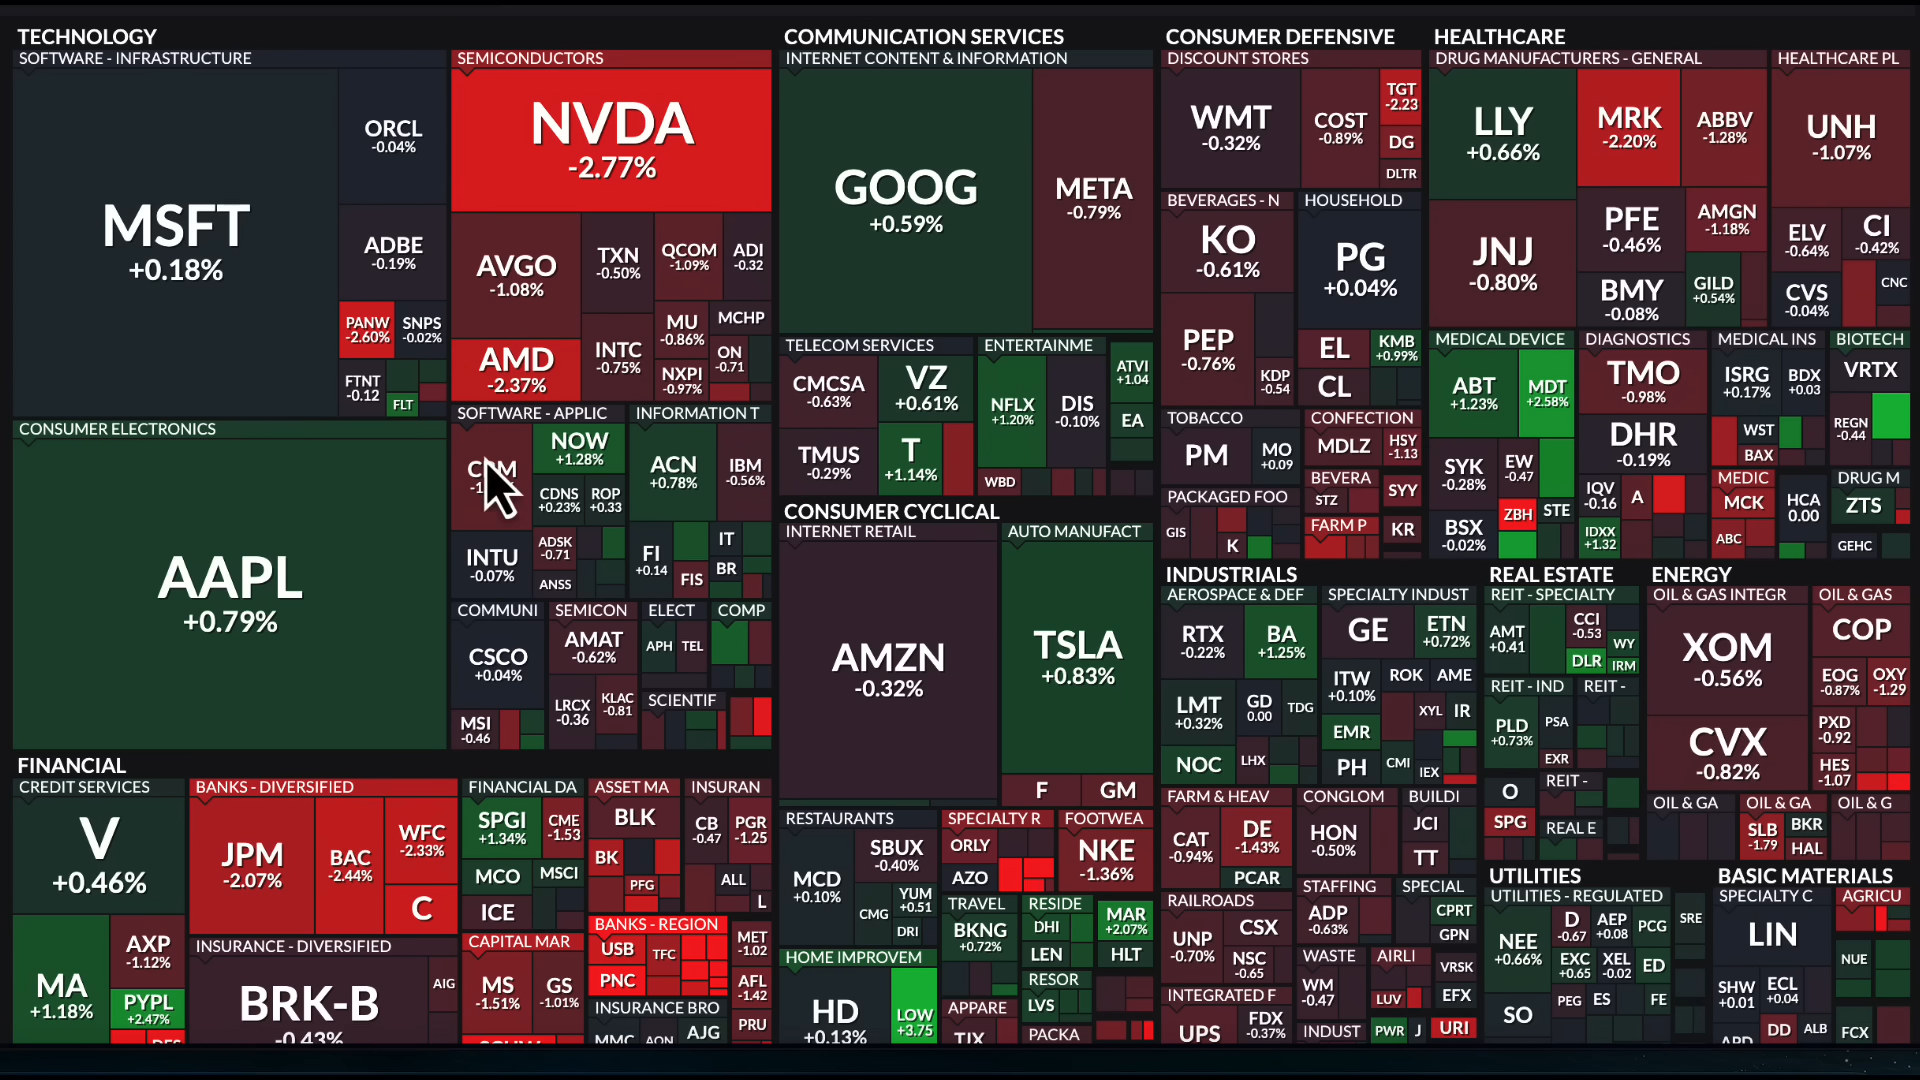 TECHNOLOGY
SOFTWARE - INFRASTRUCTURE
MSFT
+0.18%
ORCL
-0.04%
ADBE
-0.19%
PANW
-2.60%
SNPS
-0.02%
FTNT
-0.12
FLT
CONSUMER ELECTRONICS
AAPL
+0.79%
SEMICONDUCTORS
NVDA
-2.77%
AVGO
-1.08%
TXN
-0.50%
QCOM
-1.09%
ADI
-0.32
AMD
-2.37%
INTC
-0.75%
MU
-0.86%
MCHP
NXPI
-0.97%
ON
-0.71
SOFTWARE - APPLIC
NOW
+1.28%
CDNS
+0.23%
ROP
+0.33
INTU
-0.07%
ADSK
-0.71
ANSS
INFORMATION T
ACN
+0.78%
IBM
-0.56%
FI
+0.14
FIS
IT
BR
COMMUNI
CSCO
+0.04%
MSI
-0.46
SEMICON
AMAT
-0.62%
LRCX
-0.36
KLAC
-0.81
ELECT
APH
TEL
COMP
SCIENTIF
FINANCIAL
CREDIT SERVICES
V
+0.46%
MA
+1.18%
AXP
-1.12%
PYPL
+2.47%
BANKS - DIVERSIFIED
JPM
-2.07%
BAC
-2.44%
WFC
-2.33%
C
INSURANCE - DIVERSIFIED
BRK-B
-0.43%
AIG
FINANCIAL DA
SPGI
+1.34%
CME
-1.53
MCO
MSCI
ICE
CAPITAL MAR
MS
-1.51%
GS
-1.01%
ASSET MA
BLK
BK
PFG
BANKS - REGION
USB
TFC
PNC
INSURANCE BRO
MMC
AON
AJG
INSURAN
CB
-0.47
PGR
-1.25
ALL
L
MET
-1.02
AFL
-1.42
PRU
COMMUNICATION SERVICES
INTERNET CONTENT & INFORMATION
GOOG
+0.59%
META
-0.79%
TELECOM SERVICES
CMCSA
-0.63%
VZ
+0.61%
TMUS
-0.29%
T
+1.14%
ENTERTAINME
NFLX
+1.20%
DIS
-0.10%
WBD
ATVI
+1.04
EA
CONSUMER CYCLICAL
INTERNET RETAIL
AMZN
-0.32%
AUTO MANUFACT
TSLA
+0.83%
F
GM
RESTAURANTS
MCD
+0.10%
SBUX
-0.40%
CMG
YUM
+0.51
DRI
HOME IMPROVEM
HD
+0.13%
LOW
+3.75
SPECIALTY R
ORLY
AZO
FOOTWEA
NKE
-1.36%
TRAVEL
BKNG
+0.72%
RESIDE
DHI
LEN
MAR
+2.07%
HLT
RESOR
LVS
APPARE
TJX
PACKA
CONSUMER DEFENSIVE
DISCOUNT STORES
WMT
-0.32%
COST
-0.89%
TGT
-2.23
DG
DLTR
BEVERAGES - N
KO
-0.61%
PEP
-0.76%
KDP
-0.54
HOUSEHOLD
PG
+0.04%
EL
KMB
+0.99%
CL
TOBACCO
PM
MO
+0.09
CONFECTION
MDLZ
HSY
-1.13
PACKAGED FOO
GIS
K
BEVERA
STZ
SYY
FARM P
KR
HEALTHCARE
DRUG MANUFACTURERS - GENERAL
LLY
+0.66%
MRK
-2.20%
ABBV
-1.28%
JNJ
-0.80%
PFE
-0.46%
AMGN
-1.18%
BMY
-0.08%
GILD
+0.54%
HEALTHCARE PL
UNH
-1.07%
ELV
-0.64%
CI
-0.42%
CVS
-0.04%
CNC
MEDICAL DEVICE
ABT
+1.23%
MDT
+2.58%
SYK
-0.28%
EW
-0.47
BSX
-0.02%
ZBH
STE
DIAGNOSTICS
TMO
-0.98%
DHR
-0.19%
IQV
-0.16
A
IDXX
+1.32
MEDICAL INS
ISRG
+0.17%
BDX
+0.03
WST
BAX
BIOTECH
VRTX
REGN
-0.44
MEDIC
MCK
ABC
HCA
0.00
DRUG M
ZTS
GEHC
INDUSTRIALS
AEROSPACE & DEF
RTX
-0.22%
BA
+1.25%
LMT
+0.32%
GD
0.00
TDG
NOC
LHX
SPECIALTY INDUST
GE
ETN
+0.72%
ITW
+0.10%
ROK
AME
EMR
XYL
IR
PH
CMI
IEX
FARM & HEAV
CAT
-0.94%
DE
-1.43%
PCAR
CONGLOM
HON
-0.50%
BUILDI
JCI
TT
RAILROADS
UNP
-0.70%
CSX
NSC
-0.65
STAFFING
ADP
-0.63%
SPECIAL
CPRT
GPN
WASTE
WM
-0.47
AIRLI
LUV
VRSK
EFX
INTEGRATED F
UPS
FDX
-0.37%
INDUST
PWR
J
URI
REAL ESTATE
REIT - SPECIALTY
AMT
+0.41
CCI
-0.53
WY
DLR
IRM
REIT - IND
PLD
+0.73%
PSA
EXR
REIT -
O
SPG
REIT -
REAL E
ENERGY
OIL & GAS INTEGR
XOM
-0.56%
CVX
-0.82%
OIL & GAS
COP
EOG
-0.87%
OXY
-1.29
PXD
-0.92
HES
-1.07
OIL & GA
OIL & GA
SLB
-1.79
BKR
HAL
OIL & G
UTILITIES
UTILITIES - REGULATED
NEE
+0.66%
D
-0.67
AEP
+0.08
PCG
EXC
+0.65
XEL
-0.02
ED
SO
PEG
ES
FE
SRE
BASIC MATERIALS
SPECIALTY C
LIN
SHW
+0.01
ECL
+0.04
APD
DD
ALB
AGRICU
NUE
FCX